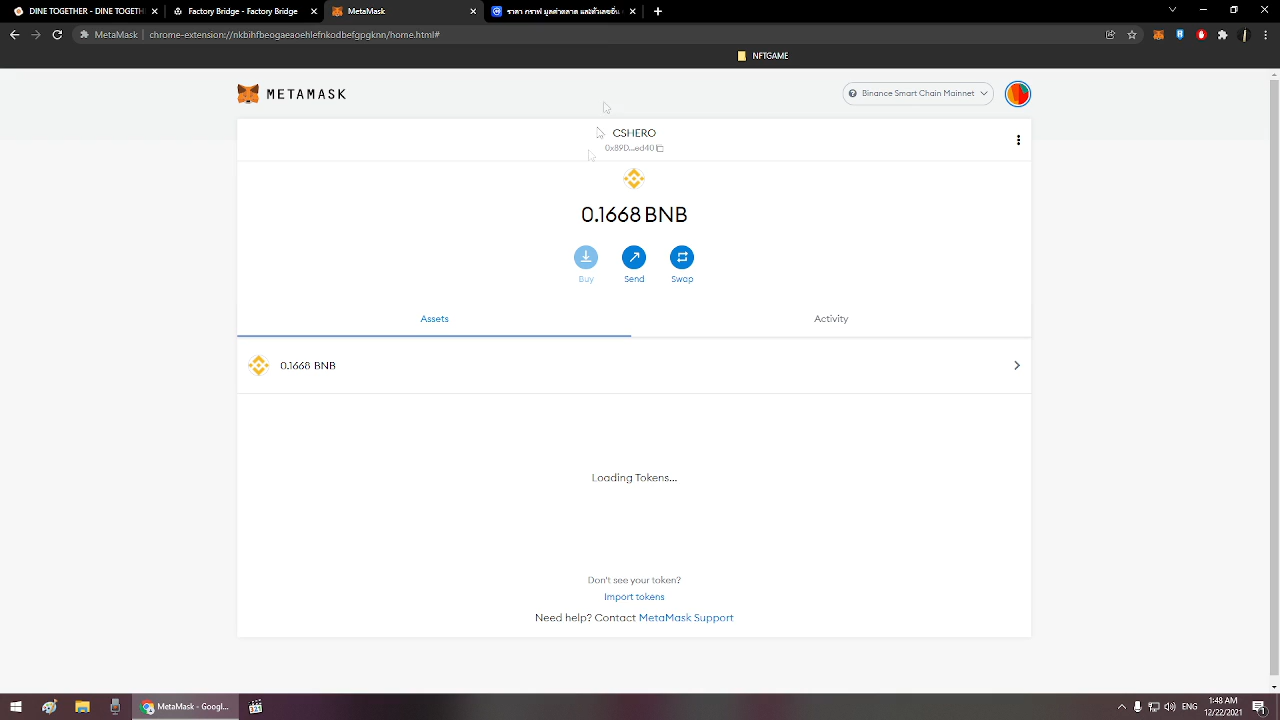 DINE TOGETHER - DINE TOGETH
Factory Bridge - Factory Bridge
MetaMask
MetaMask
chrome-extension://nkbihfbeogaeaoehlefnkodbefgpgknn/home.html#
NFTGAME
METAMASK
Binance Smart Chain Mainnet
CSHERO
0x89D...ed40
0.1668 BNB
Buy
Send
Swap
Assets
Activity
0.1668 BNB
Loading Tokens...
Don't see your token?
Import tokens
Need help? Contact MetaMask Support
MetaMask - Googl...
ENG
1:48 AM
12/22/2021